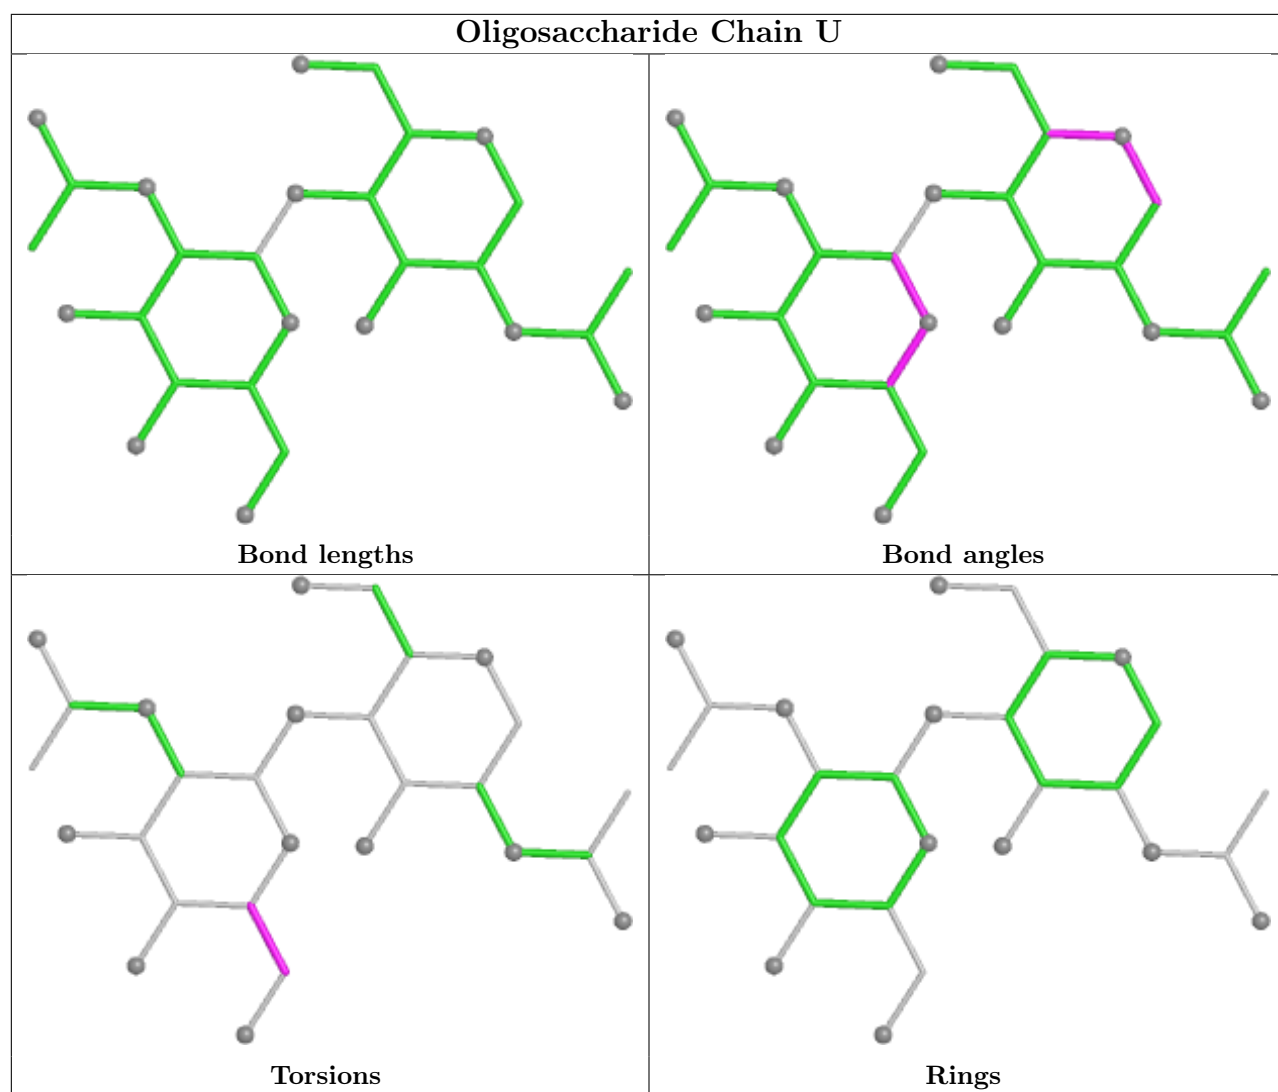 Oligosaccharide Chain U
Bond lengths
Bond angles
Torsions
Rings